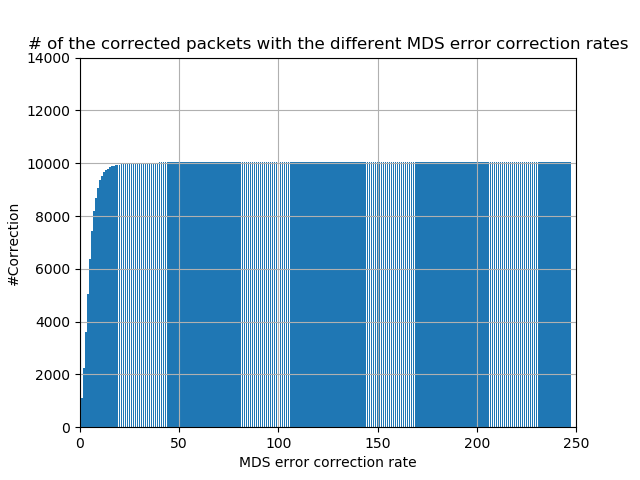 # of the corrected packets with the different MDS error correction rates
14000
12000
10000
8000
6000
4000
2000
0
#Correction
0 50 100 150 200 250
MDS error correction rate